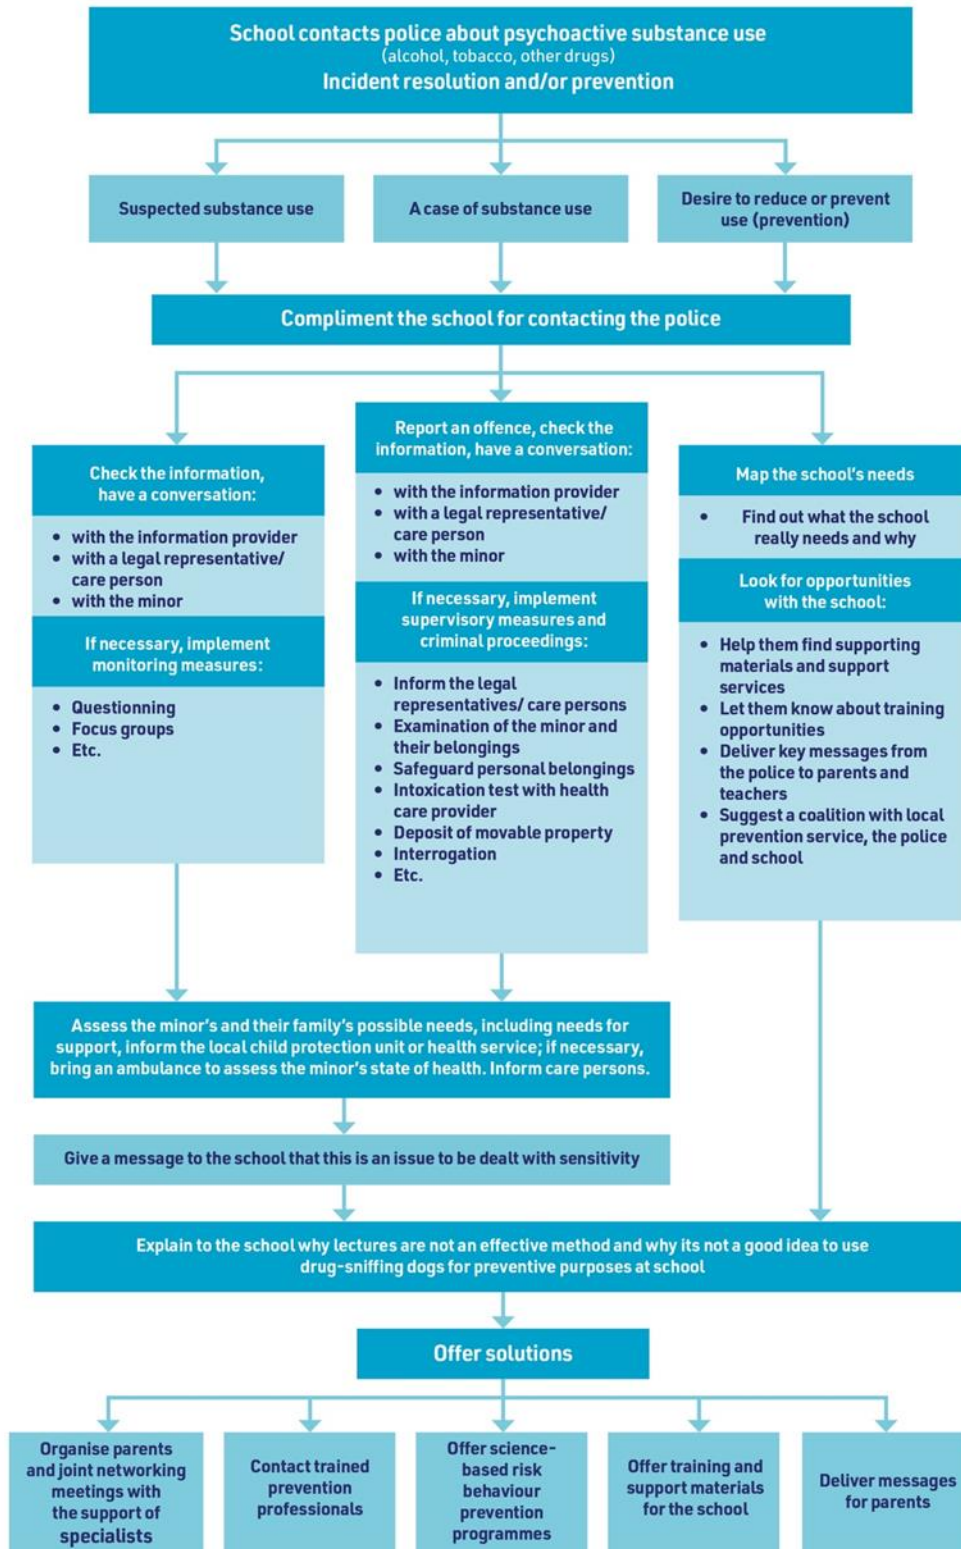 School contacts police about psychoactive substance use
(alcohol, tobacco, other drugs)
Incident resolution and/or prevention
Suspected substance use
A case of substance use
Desire to reduce or prevent
use (prevention)
Compliment the school for contacting the police
Check the information,
have a conversation:
• with the information provider
• with a legal representative/
care person
• with the minor
If necessary, implement
monitoring measures:
• Questionning
• Focus groups
• Etc.
Report an offence, check the
information, have a conversation:
• with the information provider
• with a legal representative/
care person
• with the minor
If necessary, implement
supervisory measures and
criminal proceedings:
• Inform the legal
representatives/ care persons
• Examination of the minor and
their belongings
• Safeguard personal belongings
• Intoxication test with health
care provider
• Deposit of movable property
• Interrogation
• Etc.
Map the school's needs
• Find out what the school
really needs and why
Look for opportunities
with the school:
• Help them find supporting
materials and support
services
• Let them know about training
opportunities
• Deliver key messages from
the police to parents and
teachers
• Suggest a coalition with local
prevention service, the police
and school
Assess the minor's and their family's possible needs, including needs for
support, inform the local child protection unit or health service; if necessary,
bring an ambulance to assess the minor's state of health. Inform care persons.
Give a message to the school that this is an issue to be dealt with sensitivity
Explain to the school why lectures are not an effective method and why its not a good idea to use
drug-sniffing dogs for preventive purposes at school
Offer solutions
Organise parents
and joint networking
meetings with
the support of
specialists
Contact trained
prevention
professionals
Offer science-
based risk
behaviour
prevention
programmes
Offer training and
support materials
for the school
Deliver messages
for parents